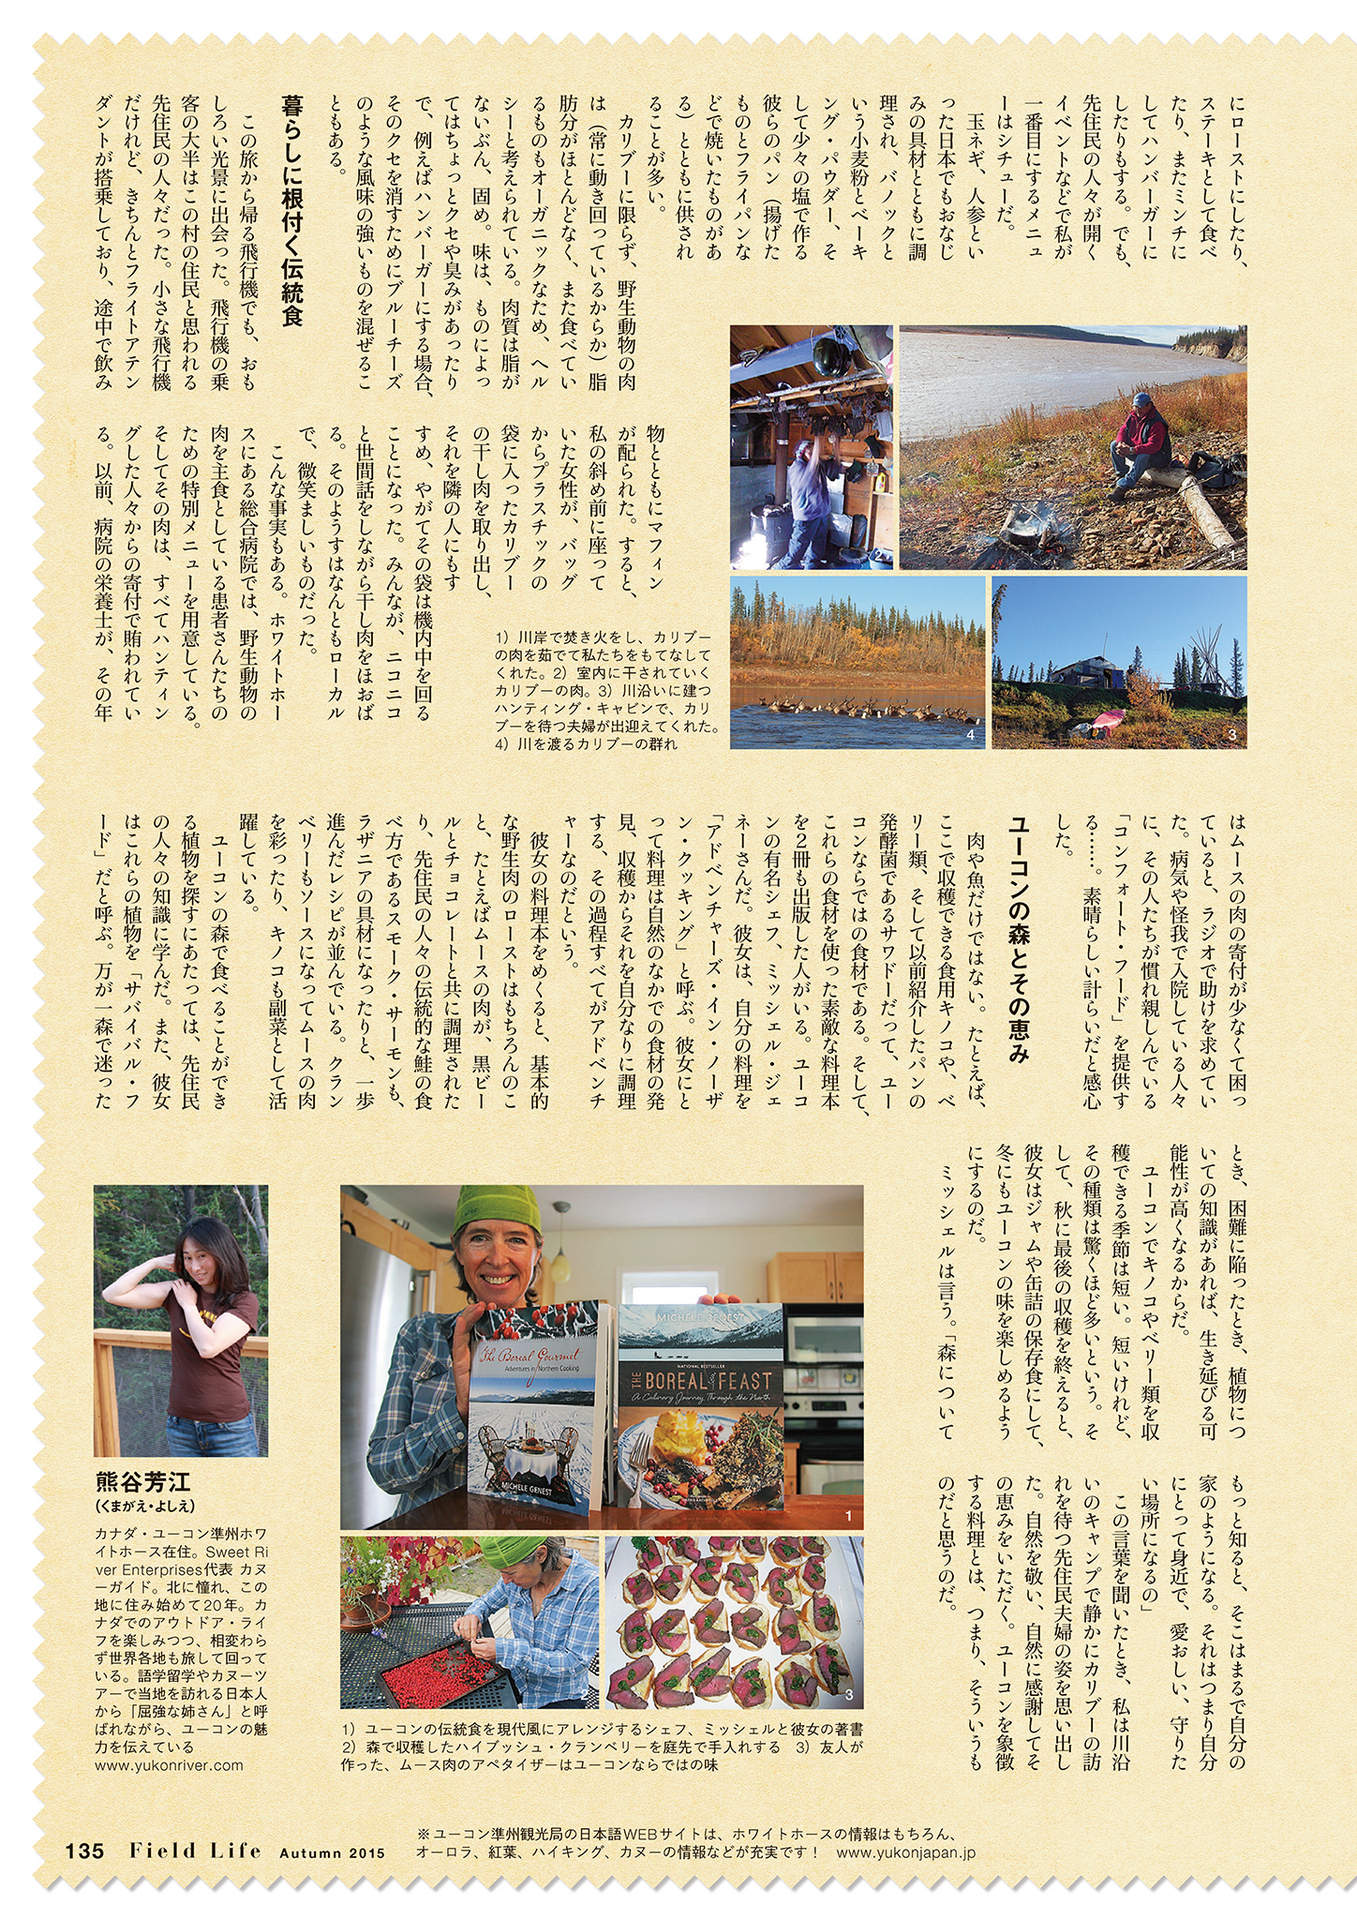 にローストにしたり、
ステーキとして食べ
たり、またミンチに
してハンバーガーに
したりもする。でも、
先住民の人々が開く
イベントなどで私が
一番目にするメニュ
ーはシチューだ。
玉ネギ、人参とい
った日本でもおなじ
みの具材とともに調
理され、バノックと
いう小麦粉とベーキ
ング・パウダー、そ
して少々の塩で作る
彼らのパン（揚げた
ものとフライパンな
どで焼いたものがあ
る）とともに供され
ることが多い。
カリブーに限らず、野生動物の肉
は（常に動き回っているからか）脂
肪分がほとんどなく、また食べてい
るものもオーガニックなため、ヘル
シーと考えられている。肉質は脂が
ないぶん、固め。味は、ものによっ
てはちょっとクセや臭みがあったり
で、例えばハンバーガーにする場合、
そのクセを消すためにブルーチーズ
のような風味の強いものを混ぜるこ
ともある。
暮らしに根付く伝統食
この旅から帰る飛行機でも、おも
しろい光景に出会った。飛行機の乗
客の大半はこの村の住民と思われる
先住民の人々だった。小さな飛行機
だけれど、きちんとフライトアテン
ダントが搭乗しており、途中で飲み
物とともにマフィン
が配られた。すると、
私の斜め前に座って
いた女性が、バッグ
からプラスチックの
袋に入ったカリブー
の干し肉を取り出し、
それを隣の人にもす
すめ、やがてその袋は機内中を回る
ことになった。みんなが、ニコニコ
と世間話をしながら干し肉をほおば
る。そのようすはなんともローカル
で、微笑ましいものだった。
こんな事実もある。ホワイトホー
スにある総合病院では、野生動物の
肉を主食としている患者さんたちの
ための特別メニューを用意している。
そしてその肉は、すべてハンティン
グした人々からの寄付で賄われてい
る。以前、病院の栄養士が、その年
1
2
3
4
1）川岸で焚き火をし、カリブー
の肉を茹でて私たちをもてなして
くれた。2）室内に干されていく
カリブーの肉。3）川沿いに建つ
ハンティング・キャビンで、カリ
ブーを待つ夫婦が出迎えてくれた。
4）川を渡るカリブーの群れ
はムースの肉の寄付が少なくて困っ
ていると、ラジオで助けを求めてい
た。病気や怪我で入院している人々
に、その人たちが慣れ親しんでいる
「コンフォート・フード」を提供す
る……。素晴らしい計らいだと感心
した。
ユーコンの森とその恵み
肉や魚だけではない。たとえば、
ここで収穫できる食用キノコや、ベ
リー類、そして以前紹介したパンの
発酵菌であるサワドーだって、ユー
コンならではの食材である。そして、
これらの食材を使った素敵な料理本
を2冊も出版した人がいる。ユーコ
ンの有名シェフ、ミッシェル・ジェ
ネーさんだ。彼女は、自分の料理を
「アドベンチャーズ・イン・ノーザ
ン・クッキング」と呼ぶ。彼女にと
って料理は自然のなかでの食材の発
見、収穫からそれを自分なりに調理
する、その過程すべてがアドベンチ
ャーなのだという。
彼女の料理本をめくると、基本的
な野生肉のローストはもちろんのこ
と、たとえばムースの肉が、黒ビー
ルとチョコレートと共に調理された
り、先住民の人々の伝統的な鮭の食
べ方であるスモーク・サーモンも、
ラザニアの具材になったりと、一歩
進んだレシピが並んでいる。クラン
ベリーもソースになってムースの肉
を彩ったり、キノコも副菜として活
躍している。
ユーコンの森で食べることができ
る植物を探すにあたっては、先住民
の人々の知識に学んだ。また、彼女
はこれらの植物を「サバイバル・フ
ード」だと呼ぶ。万が一森で迷った
とき、困難に陥ったとき、植物につ
いての知識があれば、生き延びる可
能性が高くなるからだ。
ユーコンでキノコやベリー類を収
穫できる季節は短い。短いけれど、
その種類は驚くほど多いという。そ
して、秋に最後の収穫を終えると、
彼女はジャムや缶詰の保存食にして、
冬にもユーコンの味を楽しめるよう
にするのだ。
ミッシェルは言う。「森について
もっと知ると、そこはまるで自分の
家のようになる。それはつまり自分
にとって身近で、愛おしい、守りた
い場所になるの」
この言葉を聞いたとき、私は川沿
いのキャンプで静かにカリブーの訪
れを待つ先住民夫婦の姿を思い出し
た。自然を敬い、自然に感謝してそ
の恵みをいただく。ユーコンを象徴
する料理とは、つまり、そういうも
のだと思うのだ。
The Boreal Gourmet
Adventures in Northern Cooking
MICHELE GENEST
MICHELE GENEST
NATIONAL BESTSELLER
THE BOREAL FEAST
A Culinary Journey Through the North
1
2
3
1）ユーコンの伝統食を現代風にアレンジするシェフ、ミッシェルと彼女の著書
2）森で収穫したハイブッシュ・クランベリーを庭先で手入れする　3）友人が
作った、ムース肉のアペタイザーはユーコンならではの味
熊谷芳江
（くまがえ・よしえ）
カナダ・ユーコン準州ホワ
イトホース在住。Sweet Ri
ver Enterprises代表 カヌ
ーガイド。北に憧れ、この
地に住み始めて20年。カ
ナダでのアウトドア・ライ
フを楽しみつつ、相変わら
ず世界各地も旅して回って
いる。語学留学やカヌーツ
アーで当地を訪れる日本人
から「屈強な姉さん」と呼
ばれながら、ユーコンの魅
力を伝えている
www.yukonriver.com
※ユーコン準州観光局の日本語WEBサイトは、ホワイトホースの情報はもちろん、
オーロラ、紅葉、ハイキング、カヌーの情報などが充実です！　www.yukonjapan.jp
135 Field Life Autumn 2015